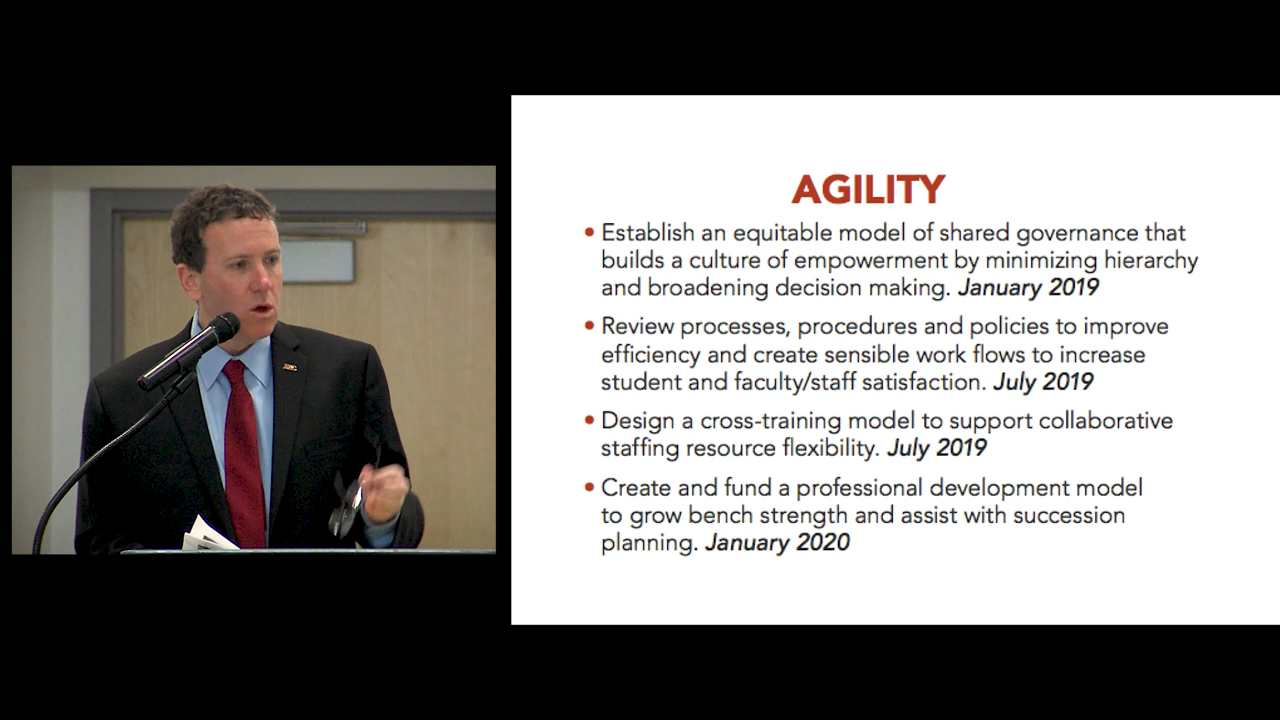 AGILITY
• Establish an equitable model of shared governance that
builds a culture of empowerment by minimizing hierarchy
and broadening decision making. January 2019
• Review processes, procedures and policies to improve
efficiency and create sensible work flows to increase
student and faculty/staff satisfaction. July 2019
• Design a cross-training model to support collaborative
staffing resource flexibility. July 2019
• Create and fund a professional development model
to grow bench strength and assist with succession
planning. January 2020